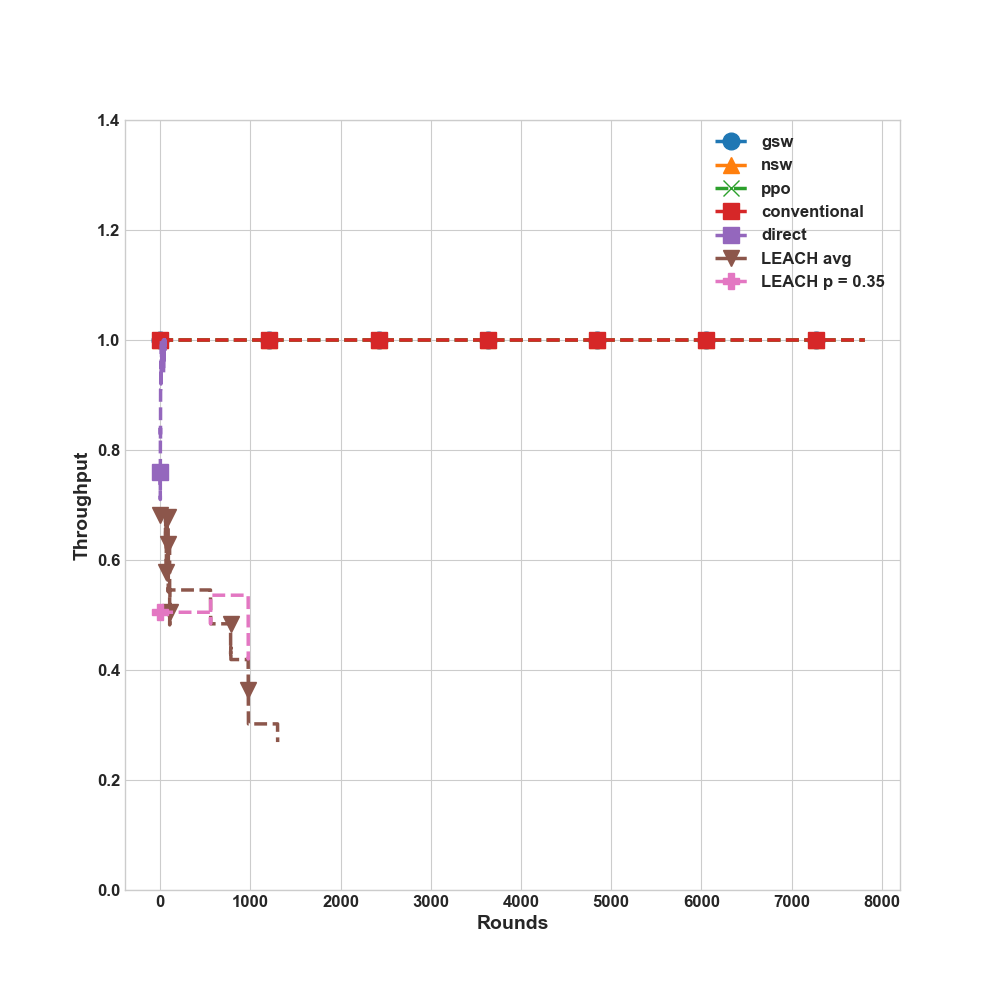 1.4
1.2
1.0
0.8
0.6
0.4
0.2
0.0
Throughput
gsw
nsw
ppo
conventional
direct
LEACH avg
LEACH p = 0.35
0 1000 2000 3000 4000 5000 6000 7000 8000
Rounds